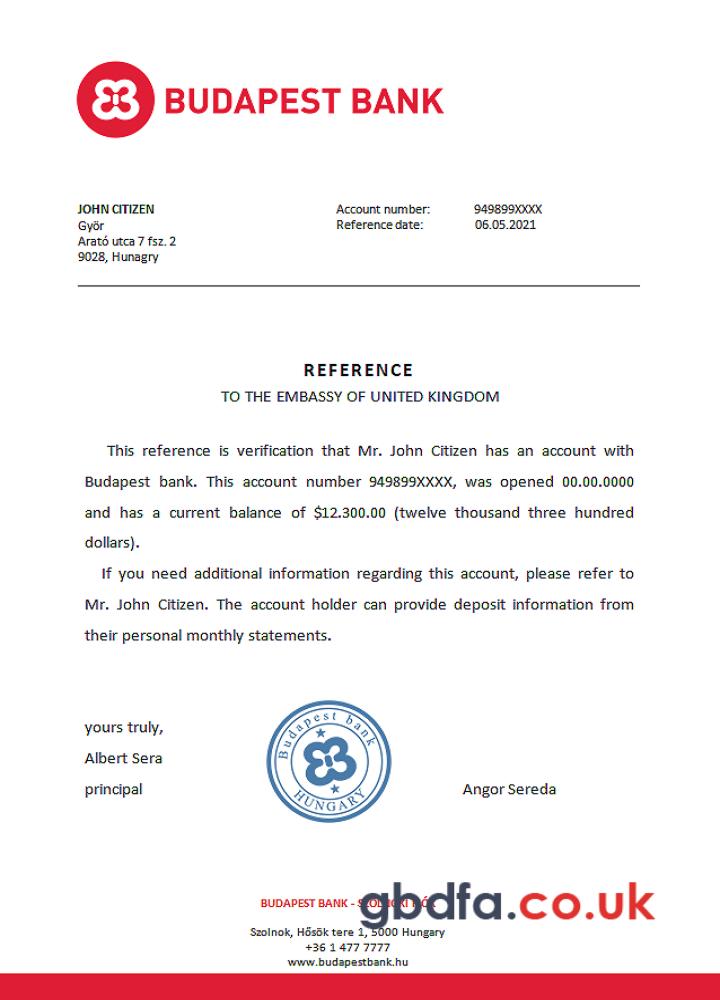 BUDAPEST BANK
JOHN CITIZEN
Györ
Arató utca 7 fsz. 2
9028, Hunagry
Account number: 949899XXXX
Reference date: 06.05.2021
REFERENCE
TO THE EMBASSY OF UNITED KINGDOM
This reference is verification that Mr. John Citizen has an account with
Budapest bank. This account number 949899XXXX, was opened 00.00.0000
and has a current balance of $12.300.00 (twelve thousand three hundred
dollars).
If you need additional information regarding this account, please refer to
Mr. John Citizen. The account holder can provide deposit information from
their personal monthly statements.
yours truly,
Albert Sera
principal
Budapest bank
HUNGARY
Angor Sereda
BUDAPEST BANK -
gbdfa.co.uk
Szolnok, Hősök tere 1, 5000 Hungary
+36 1 477 7777
www.budapestbank.hu